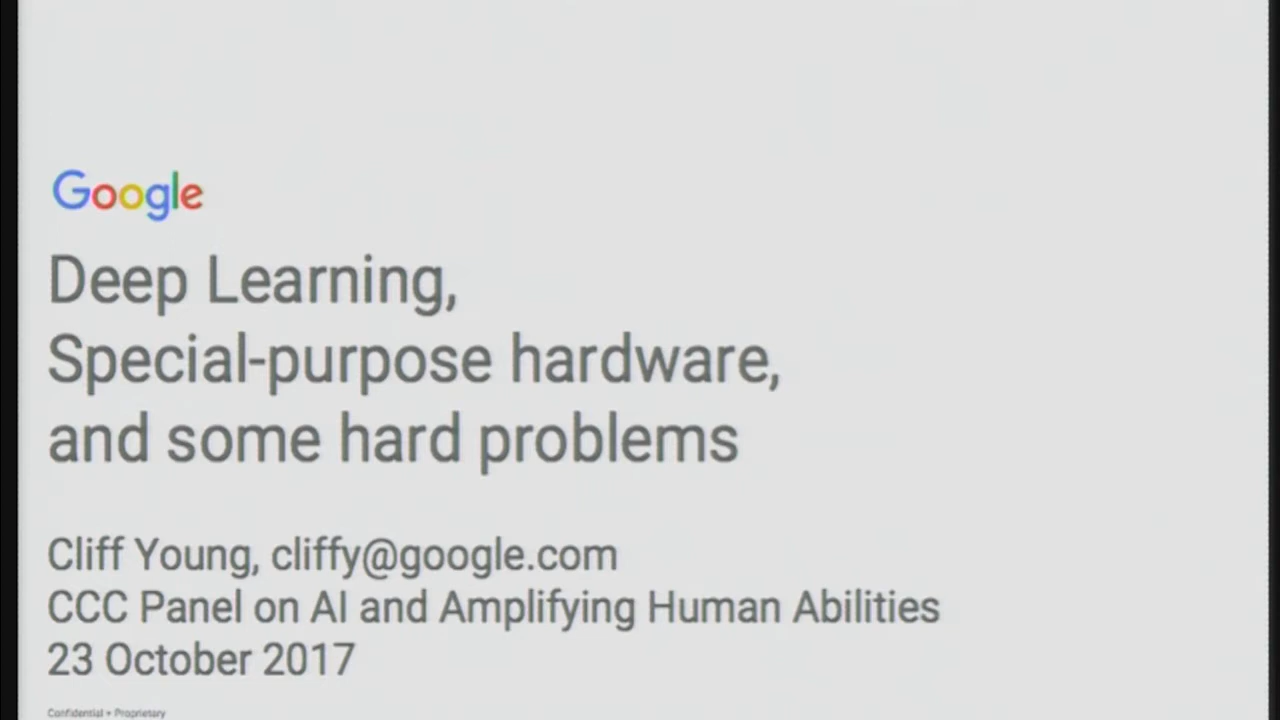 Google
Deep Learning,
Special-purpose hardware,
and some hard problems
Cliff Young, cliffy@google.com
CCC Panel on AI and Amplifying Human Abilities
23 October 2017
Confidential + Proprietary